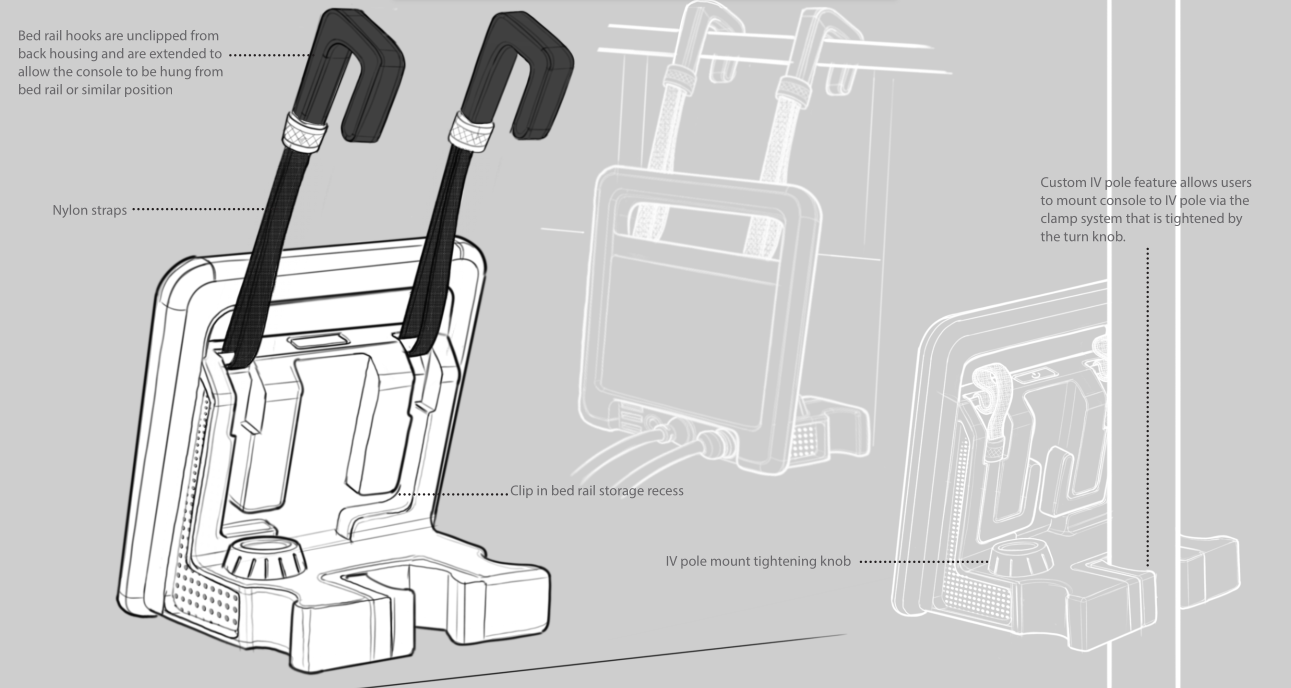 Bed rail hooks are unclipped from
back housing and are extended to
allow the console to be hung from
bed rail or similar position
Nylon straps
Custom IV pole feature allows users
to mount console to IV pole via the
clamp system that is tightened by
the turn knob.
Clip in bed rail storage recess
IV pole mount tightening knob